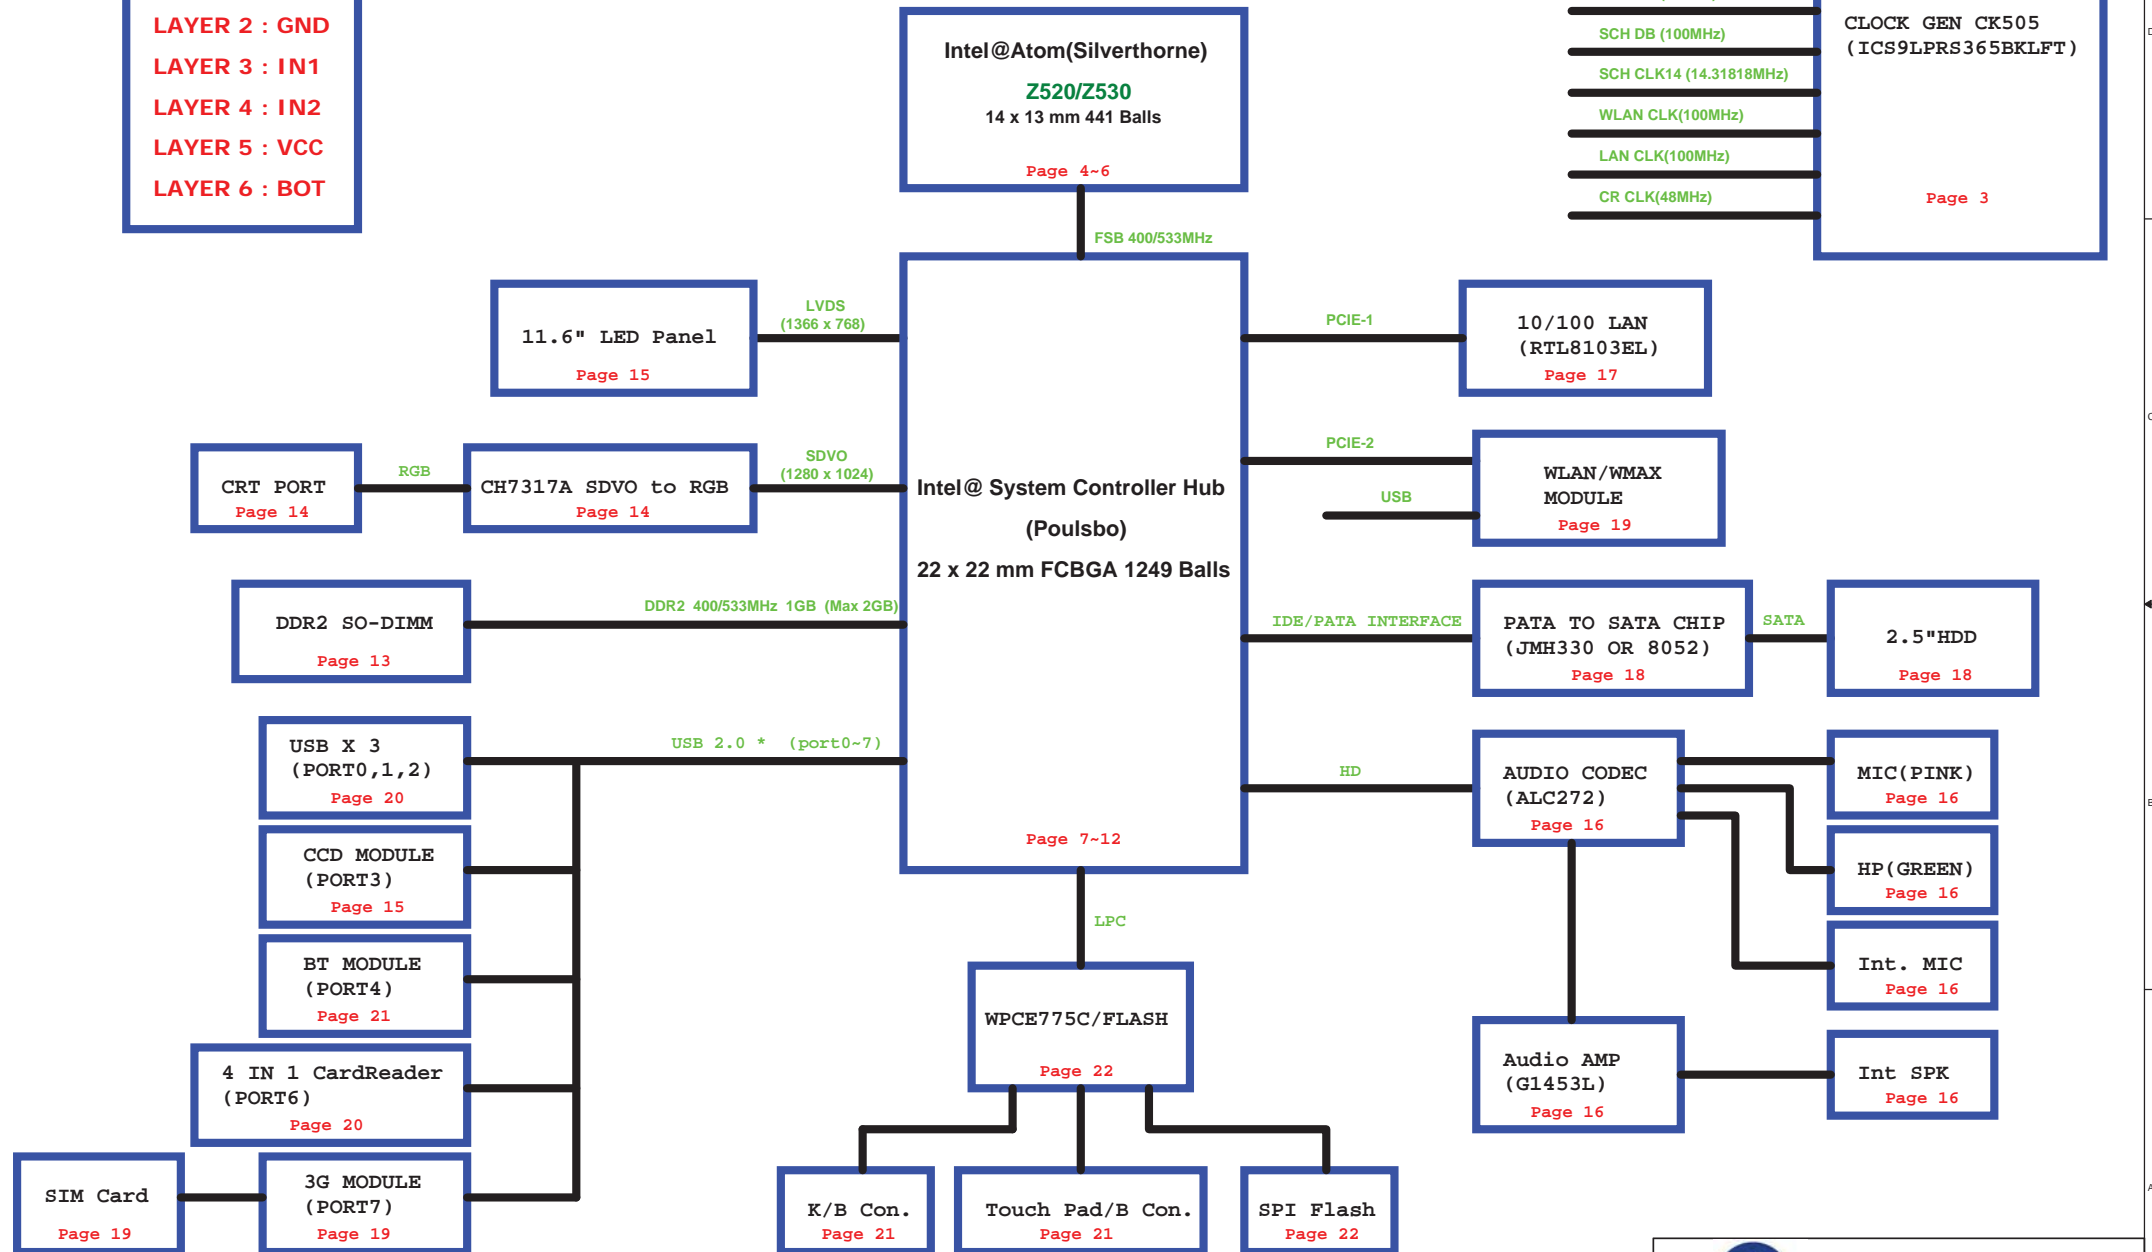 LAYER 2 : GND
LAYER 3 : IN1
LAYER 4 : IN2
LAYER 5 : VCC
LAYER 6 : BOT
Intel@Atom(Silverthorne)
Z520/Z530
14 x 13 mm 441 Balls
Page 4~6
SCH DB (100MHz)
SCH CLK14 (14.31818MHz)
WLAN CLK(100MHz)
LAN CLK(100MHz)
CR CLK(48MHz)
CLOCK GEN CK505
(ICS9LPRS365BKLFT)
Page 3
D
FSB 400/533MHz
11.6" LED Panel
Page 15
LVDS
(1366 x 768)
CRT PORT
Page 14
RGB
CH7317A SDVO to RGB
Page 14
SDVO
(1280 x 1024)
DDR2 SO-DIMM
Page 13
DDR2 400/533MHz 1GB (Max 2GB)
Intel@ System Controller Hub
(Poulsbo)
22 x 22 mm FCBGA 1249 Balls
Page 7~12
PCIE-1
10/100 LAN
(RTL8103EL)
Page 17
C
PCIE-2
USB
WLAN/WMAX
MODULE
Page 19
IDE/PATA INTERFACE
PATA TO SATA CHIP
(JMH330 OR 8052)
Page 18
SATA
2.5"HDD
Page 18
USB X 3
(PORT0,1,2)
Page 20
USB 2.0 * (port0~7)
CCD MODULE
(PORT3)
Page 15
BT MODULE
(PORT4)
Page 21
4 IN 1 CardReader
(PORT6)
Page 20
SIM Card
Page 19
3G MODULE
(PORT7)
Page 19
HD
AUDIO CODEC
(ALC272)
Page 16
MIC(PINK)
Page 16
B
HP(GREEN)
Page 16
Int. MIC
Page 16
Audio AMP
(G1453L)
Page 16
Int SPK
Page 16
LPC
WPCE775C/FLASH
Page 22
K/B Con.
Page 21
Touch Pad/B Con.
Page 21
SPI Flash
Page 22
A